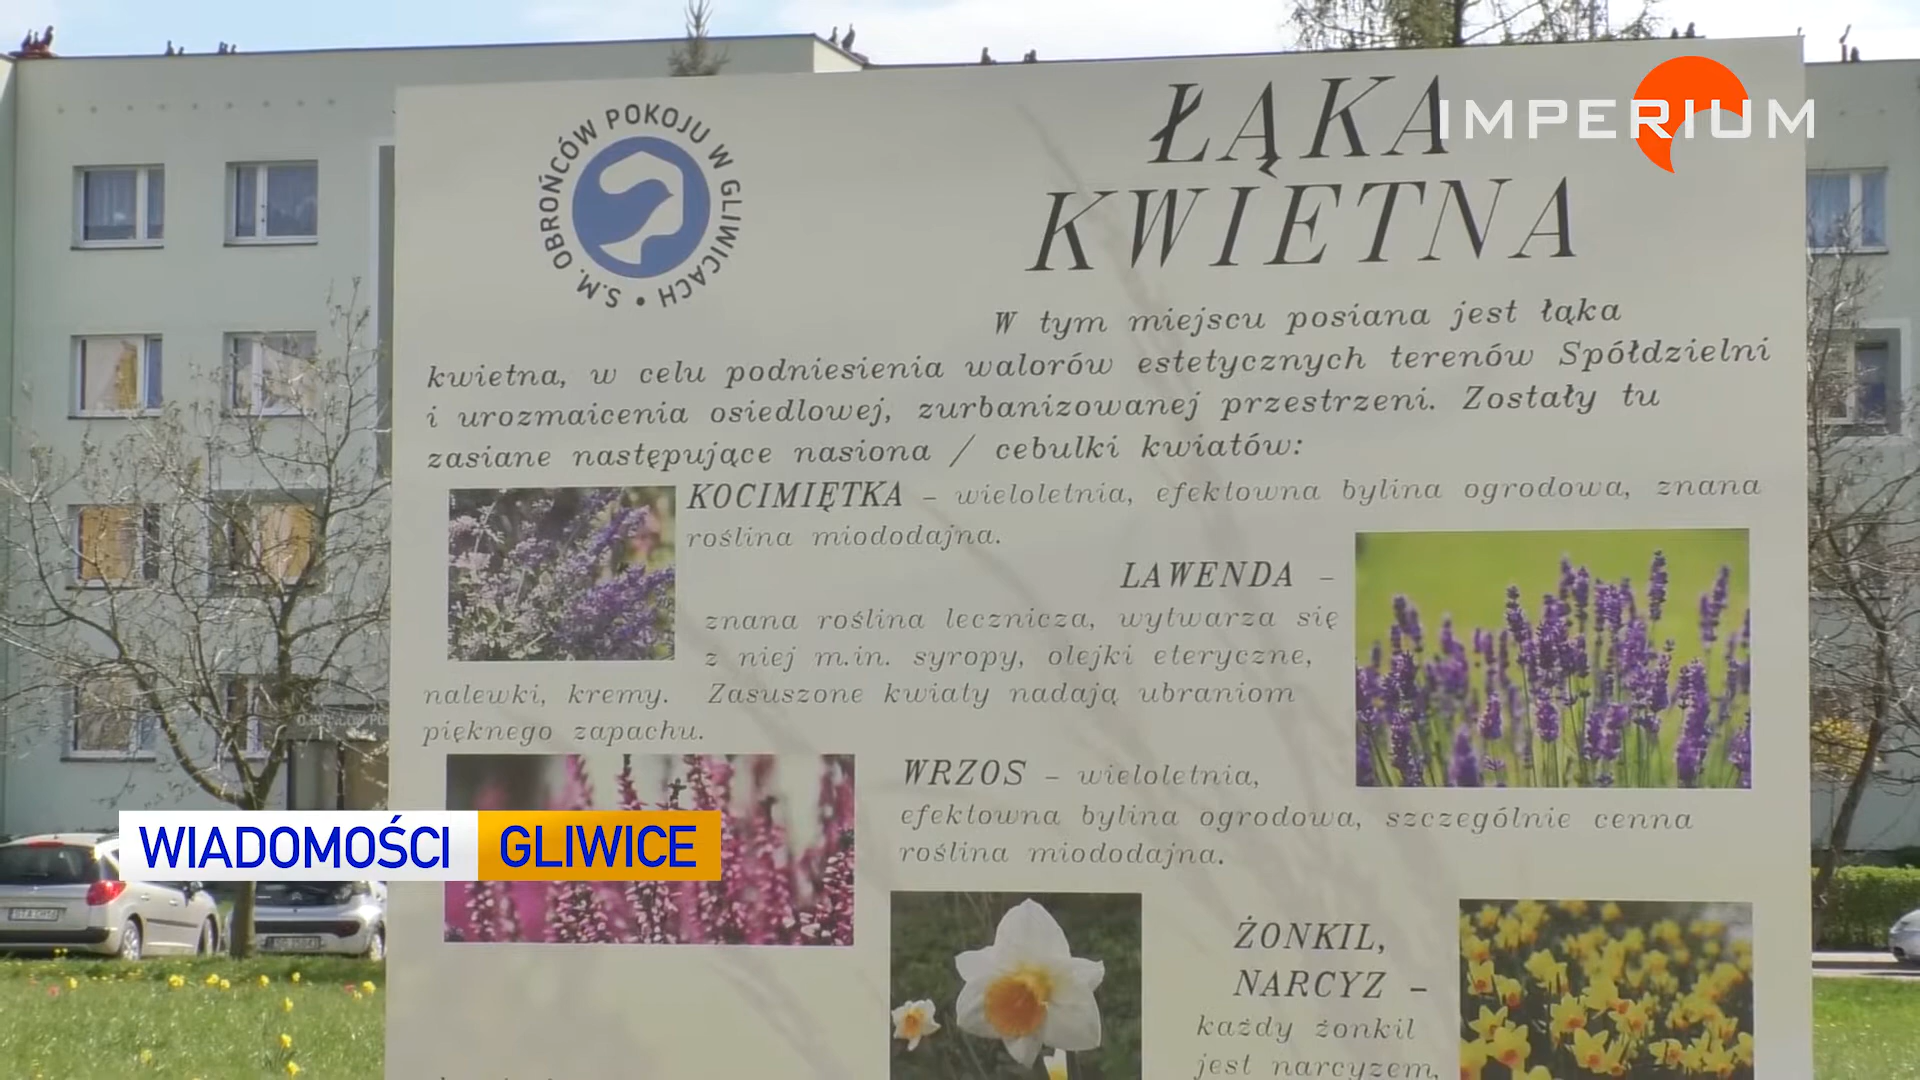 S.M. OBROŃCÓW POKOJU W GLIWICACH •
ŁĄKA
KWIETNA
IMPERIUM
W tym miejscu posiana jest łąka
kwietna, w celu podniesienia walorów estetycznych terenów Spółdzielni
i urozmaicenia osiedlowej, zurbanizowanej przestrzeni. Zostały tu
zasiane następujące nasiona / cebulki kwiatów:
KOCIMIĘTKA – wieloletnia, efektowna bylina ogrodowa, znana
roślina miododajna.
LAWENDA –
znana roślina lecznicza, wytwarza się
z niej m.in. syropy, olejki eteryczne,
nalewki, kremy. Zasuszone kwiaty nadają ubraniom
pięknego zapachu.
WRZOS – wieloletnia,
efektowna bylina ogrodowa, szczególnie cenna
roślina miododajna.
WIADOMOŚCI GLIWICE
ŻONKIL,
NARCYZ –
każdy żonkil
jest narcyzem,